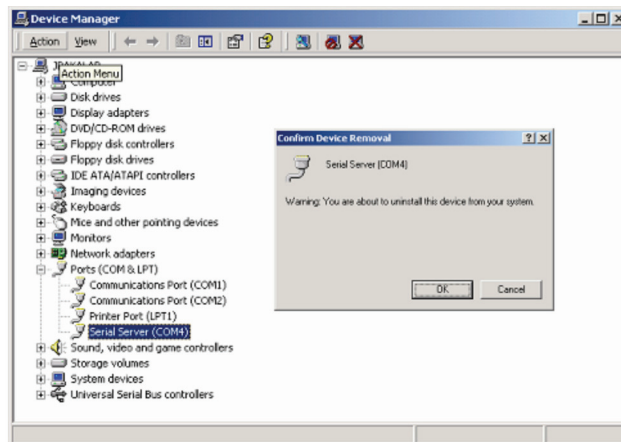 Device Manager
Action View
JPAKALAR
Action Menu
Computer
Disk drives
Display adapters
DVD/CD-ROM drives
Floppy disk controllers
Floppy disk drives
IDE ATA/ATAPI controllers
Imaging devices
Keyboards
Mice and other pointing devices
Monitors
Network adapters
Ports (COM & LPT)
Communications Port (COM1)
Communications Port (COM2)
Printer Port (LPT1)
Serial Server (COM4)
Sound, video and game controllers
Storage volumes
System devices
Universal Serial Bus controllers
Confirm Device Removal
Serial Server (COM4)
Warning: You are about to uninstall this device from your system.
OK Cancel